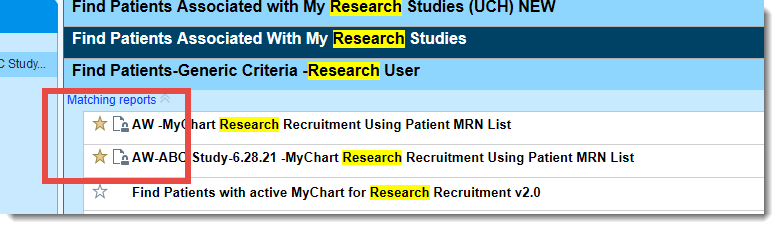 Find Patients Associated with My Research Studies (UCH) NEW
Find Patients Associated With My Research Studies
C Study...
Find Patients-Generic Criteria -Research User
Matching reports
AW -MyChart Research Recruitment Using Patient MRN List
AW-ABC Study-6.28.21 -MyChart Research Recruitment Using Patient MRN List
Find Patients with active MyChart for Research Recruitment v2.0